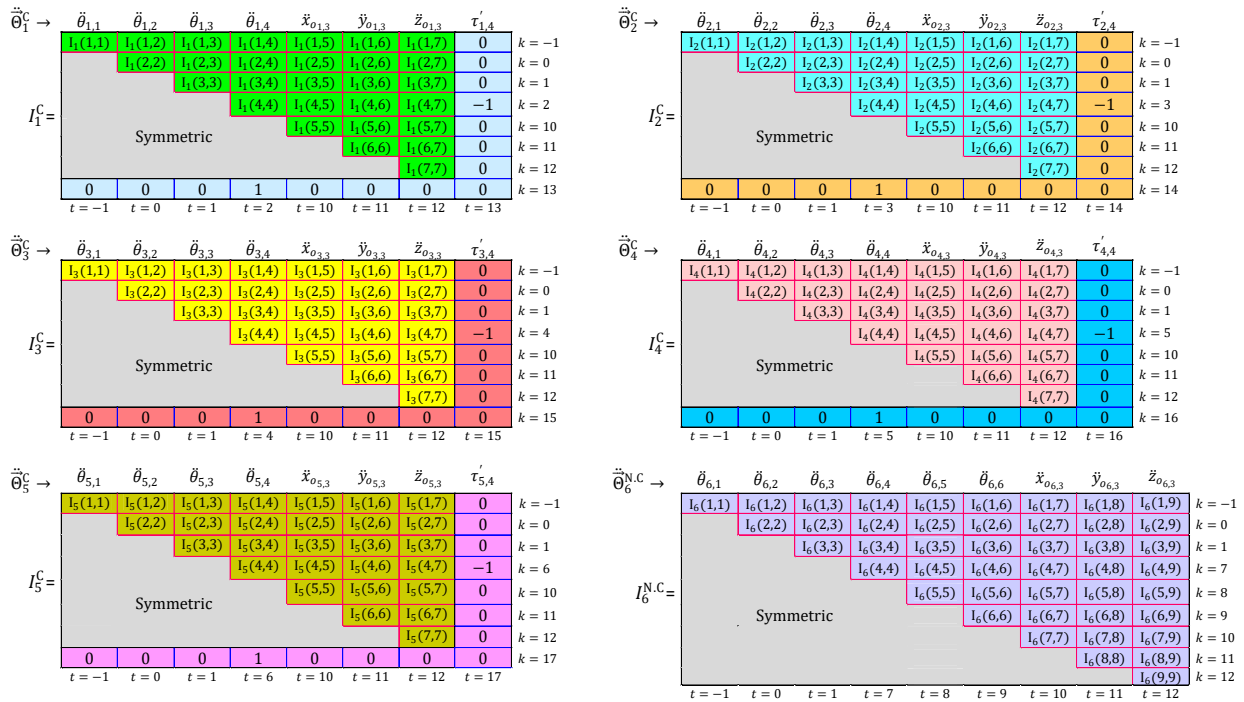 Θ̈⃗₁ᶜ → θ̈₁,₁ θ̈₁,₂ θ̈₁,₃ θ̈₁,₄ ẍ_{o₁,₃} ÿ_{o₁,₃} z̈_{o₁,₃} τ′₁,₄
I₁(1,1) I₁(1,2) I₁(1,3) I₁(1,4) I₁(1,5) I₁(1,6) I₁(1,7) 0 k = −1
I₁(2,2) I₁(2,3) I₁(2,4) I₁(2,5) I₁(2,6) I₁(2,7) 0 k = 0
I₁(3,3) I₁(3,4) I₁(3,5) I₁(3,6) I₁(3,7) 0 k = 1
I₁ᶜ = I₁(4,4) I₁(4,5) I₁(4,6) I₁(4,7) −1 k = 2
Symmetric I₁(5,5) I₁(5,6) I₁(5,7) 0 k = 10
I₁(6,6) I₁(6,7) 0 k = 11
I₁(7,7) 0 k = 12
0 0 0 1 0 0 0 0 k = 13
t = −1 t = 0 t = 1 t = 2 t = 10 t = 11 t = 12 t = 13
Θ̈⃗₂ᶜ → θ̈₂,₁ θ̈₂,₂ θ̈₂,₃ θ̈₂,₄ ẍ_{o₂,₃} ÿ_{o₂,₃} z̈_{o₂,₃} τ′₂,₄
I₂(1,1) I₂(1,2) I₂(1,3) I₂(1,4) I₂(1,5) I₂(1,6) I₂(1,7) 0 k = −1
I₂(2,2) I₂(2,3) I₂(2,4) I₂(2,5) I₂(2,6) I₂(2,7) 0 k = 0
I₂(3,3) I₂(3,4) I₂(3,5) I₂(3,6) I₂(3,7) 0 k = 1
I₂ᶜ = I₂(4,4) I₂(4,5) I₂(4,6) I₂(4,7) −1 k = 3
Symmetric I₂(5,5) I₂(5,6) I₂(5,7) 0 k = 10
I₂(6,6) I₂(6,7) 0 k = 11
I₂(7,7) 0 k = 12
0 0 0 1 0 0 0 0 k = 14
t = −1 t = 0 t = 1 t = 3 t = 10 t = 11 t = 12 t = 14
Θ̈⃗₃ᶜ → θ̈₃,₁ θ̈₃,₂ θ̈₃,₃ θ̈₃,₄ ẍ_{o₃,₃} ÿ_{o₃,₃} z̈_{o₃,₃} τ′₃,₄
I₃(1,1) I₃(1,2) I₃(1,3) I₃(1,4) I₃(1,5) I₃(1,6) I₃(1,7) 0 k = −1
I₃(2,2) I₃(2,3) I₃(2,4) I₃(2,5) I₃(2,6) I₃(2,7) 0 k = 0
I₃(3,3) I₃(3,4) I₃(3,5) I₃(3,6) I₃(3,7) 0 k = 1
I₃ᶜ = I₃(4,4) I₃(4,5) I₃(4,6) I₃(4,7) −1 k = 4
Symmetric I₃(5,5) I₃(5,6) I₃(5,7) 0 k = 10
I₃(6,6) I₃(6,7) 0 k = 11
I₃(7,7) 0 k = 12
0 0 0 1 0 0 0 0 k = 15
t = −1 t = 0 t = 1 t = 4 t = 10 t = 11 t = 12 t = 15
Θ̈⃗₄ᶜ → θ̈₄,₁ θ̈₄,₂ θ̈₄,₃ θ̈₄,₄ ẍ_{o₄,₃} ÿ_{o₄,₃} z̈_{o₄,₃} τ′₄,₄
I₄(1,1) I₄(1,2) I₄(1,3) I₄(1,4) I₄(1,5) I₄(1,6) I₄(1,7) 0 k = −1
I₄(2,2) I₄(2,3) I₄(2,4) I₄(2,5) I₄(2,6) I₄(2,7) 0 k = 0
I₄(3,3) I₄(3,4) I₄(3,5) I₄(3,6) I₄(3,7) 0 k = 1
I₄ᶜ = I₄(4,4) I₄(4,5) I₄(4,6) I₄(4,7) −1 k = 5
Symmetric I₄(5,5) I₄(5,6) I₄(5,7) 0 k = 10
I₄(6,6) I₄(6,7) 0 k = 11
I₄(7,7) 0 k = 12
0 0 0 1 0 0 0 0 k = 16
t = −1 t = 0 t = 1 t = 5 t = 10 t = 11 t = 12 t = 16
Θ̈⃗₅ᶜ → θ̈₅,₁ θ̈₅,₂ θ̈₅,₃ θ̈₅,₄ ẍ_{o₅,₃} ÿ_{o₅,₃} z̈_{o₅,₃} τ′₅,₄
I₅(1,1) I₅(1,2) I₅(1,3) I₅(1,4) I₅(1,5) I₅(1,6) I₅(1,7) 0 k = −1
I₅(2,2) I₅(2,3) I₅(2,4) I₅(2,5) I₅(2,6) I₅(2,7) 0 k = 0
I₅(3,3) I₅(3,4) I₅(3,5) I₅(3,6) I₅(3,7) 0 k = 1
I₅ᶜ = I₅(4,4) I₅(4,5) I₅(4,6) I₅(4,7) −1 k = 6
Symmetric I₅(5,5) I₅(5,6) I₅(5,7) 0 k = 10
I₅(6,6) I₅(6,7) 0 k = 11
I₅(7,7) 0 k = 12
0 0 0 1 0 0 0 0 k = 17
t = −1 t = 0 t = 1 t = 6 t = 10 t = 11 t = 12 t = 17
Θ̈⃗₆ᴺ·ᶜ → θ̈₆,₁ θ̈₆,₂ θ̈₆,₃ θ̈₆,₄ θ̈₆,₅ θ̈₆,₆ ẍ_{o₆,₃} ÿ_{o₆,₃} z̈_{o₆,₃}
I₆(1,1) I₆(1,2) I₆(1,3) I₆(1,4) I₆(1,5) I₆(1,6) I₆(1,7) I₆(1,8) I₆(1,9) k = −1
I₆(2,2) I₆(2,3) I₆(2,4) I₆(2,5) I₆(2,6) I₆(2,7) I₆(2,8) I₆(2,9) k = 0
I₆(3,3) I₆(3,4) I₆(3,5) I₆(3,6) I₆(3,7) I₆(3,8) I₆(3,9) k = 1
I₆(4,4) I₆(4,5) I₆(4,6) I₆(4,7) I₆(4,8) I₆(4,9) k = 7
I₆ᴺ·ᶜ = I₆(5,5) I₆(5,6) I₆(5,7) I₆(5,8) I₆(5,9) k = 8
Symmetric I₆(6,6) I₆(6,7) I₆(6,8) I₆(6,9) k = 9
I₆(7,7) I₆(7,8) I₆(7,9) k = 10
I₆(8,8) I₆(8,9) k = 11
I₆(9,9) k = 12
t = −1 t = 0 t = 1 t = 7 t = 8 t = 9 t = 10 t = 11 t = 12